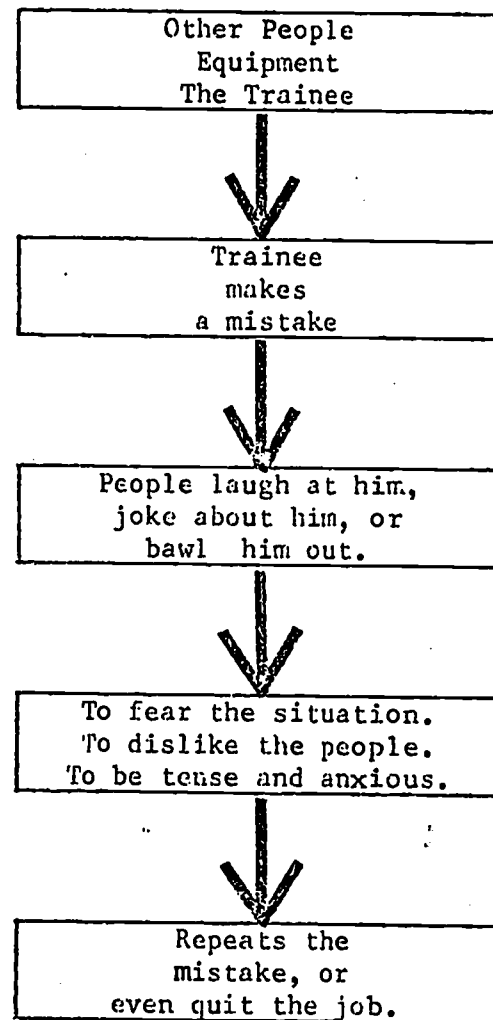 Other People
Equipment
The Trainee
Trainee
makes
a mistake
People laugh at him,
joke about him, or
bawl him out.
To fear the situation.
To dislike the people.
To be tense and anxious.
Repeats the
mistake, or
even quit the job.